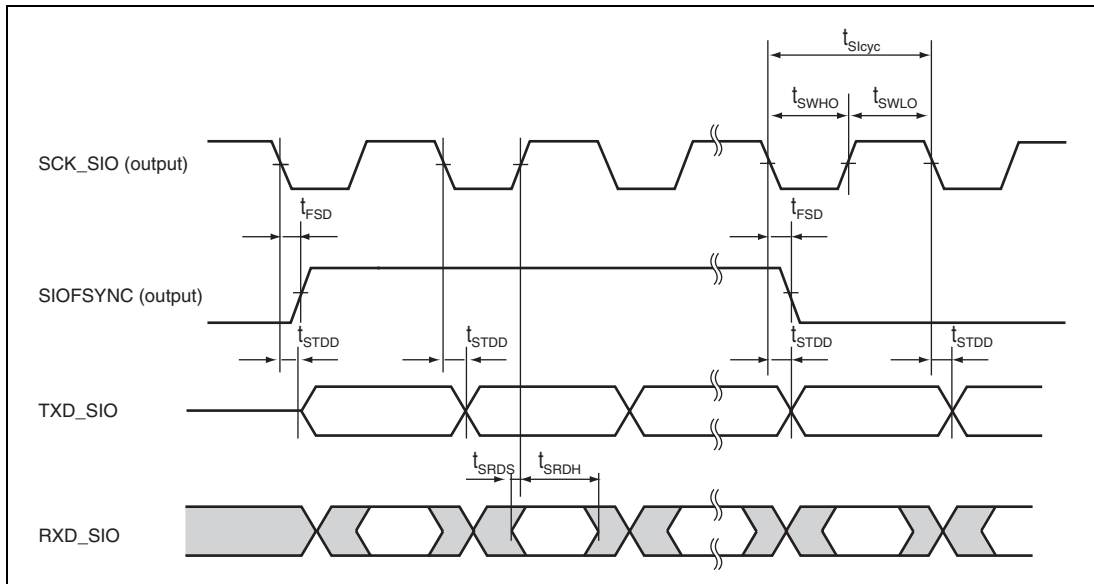 tSIcyc
tSWHO tSWLO
SCK_SIO (output)
tFSD tFSD
SIOFSYNC (output)
tSTDD tSTDD tSTDD tSTDD
TXD_SIO
tSRDS tSRDH
RXD_SIO